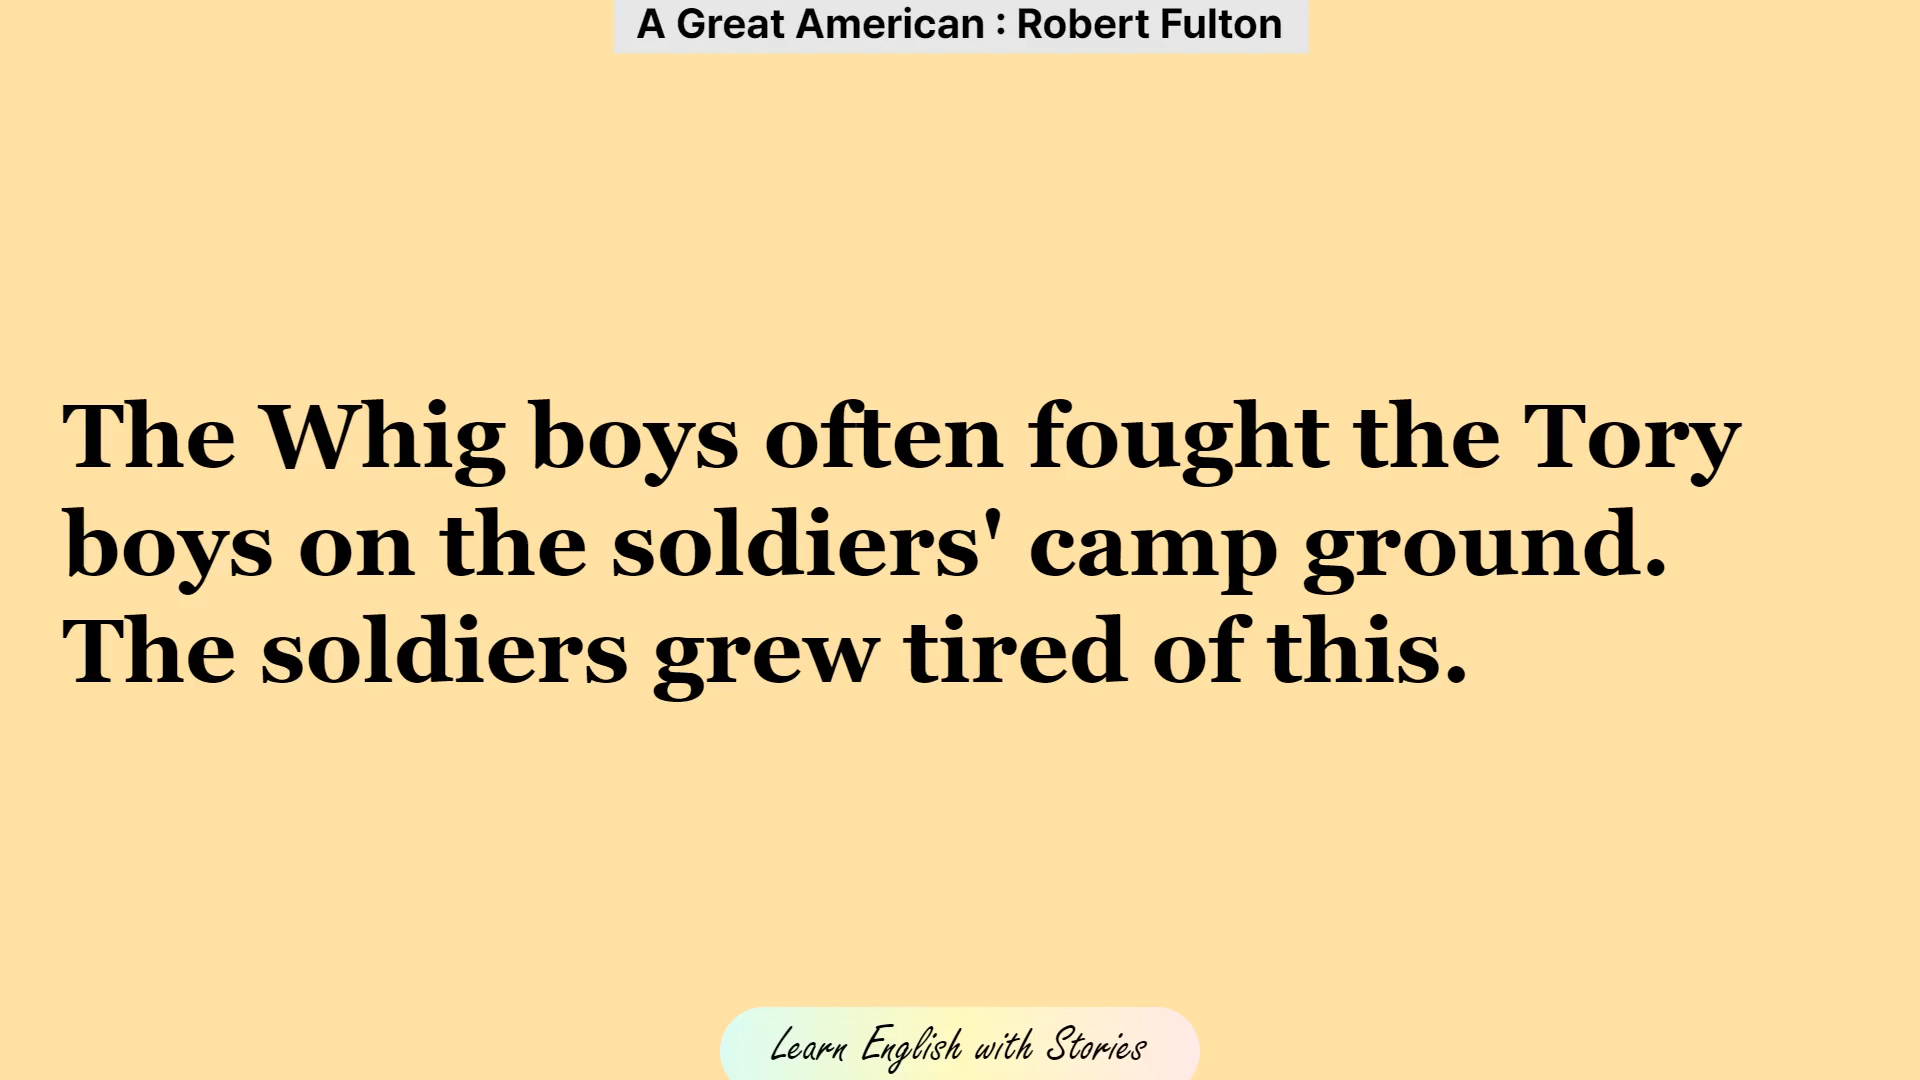 A Great American : Robert Fulton
The Whig boys often fought the Tory
boys on the soldiers' camp ground.
The soldiers grew tired of this.
Learn English with Stories